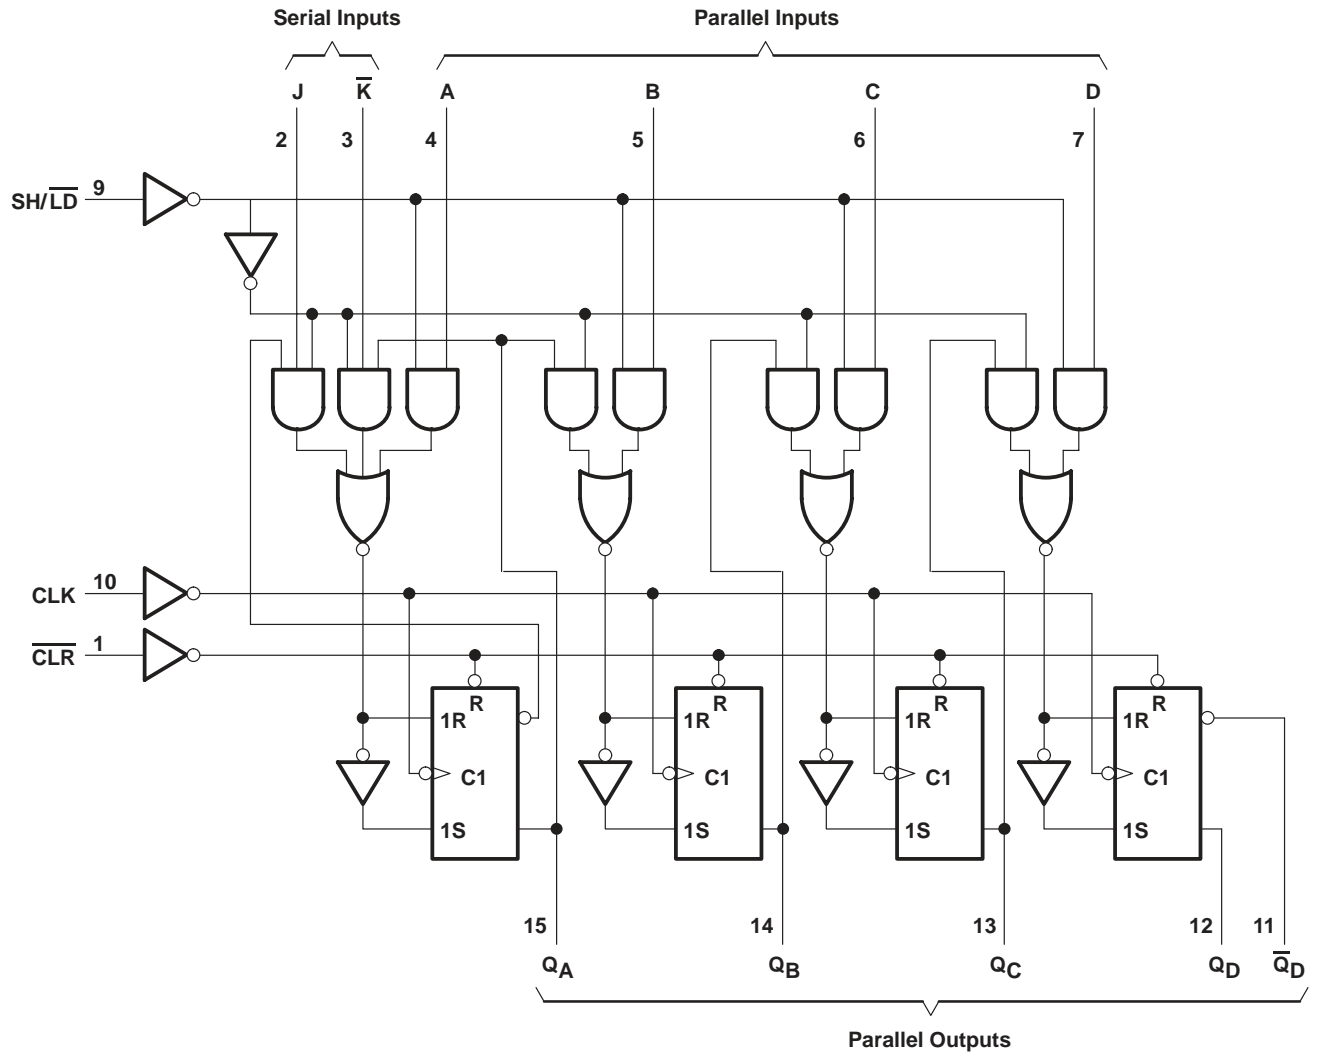 Serial Inputs
Parallel Inputs
J
K̅
A
B
C
D
2
3
4
5
6
7
SH/L̅D̅
9
CLK
10
C̅L̅R̅
1
R
1R
C1
1S
R
1R
C1
1S
R
1R
C1
1S
R
1R
C1
1S
15
14
13
12
11
QA
QB
QC
QD
Q̅D
Parallel Outputs